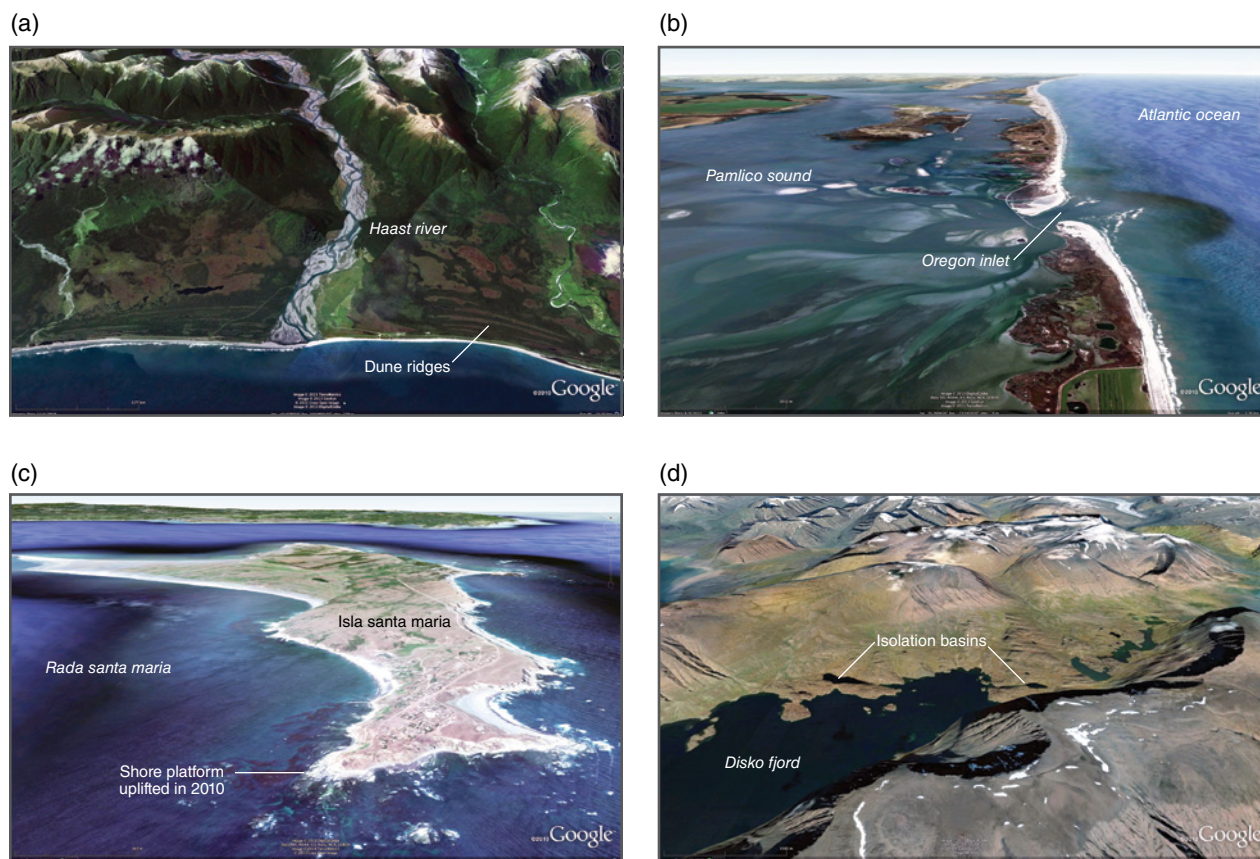 (a)
Haast river
Dune ridges
©2013 Google
(b)
Atlantic ocean
Pamlico sound
Oregon inlet
©2013 Google
(c)
Isla santa maria
Rada santa maria
Shore platform
uplifted in 2010
©2013 Google
(d)
Isolation basins
Disko fjord
Google